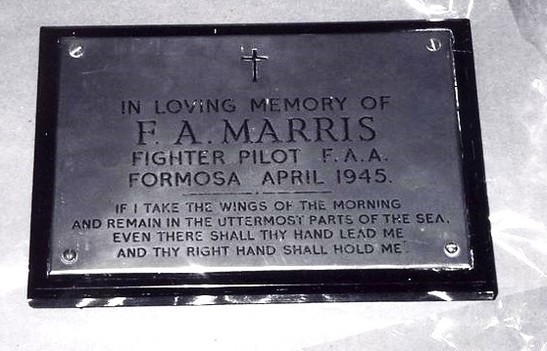 IN LOVING MEMORY OF
F. A. MARRIS
FIGHTER PILOT F.A.A.
FORMOSA APRIL 1945.
IF I TAKE THE WINGS OF THE MORNING
AND REMAIN IN THE UTTERMOST PARTS OF THE SEA,
EVEN THERE SHALL THY HAND LEAD ME
AND THY RIGHT HAND SHALL HOLD ME"